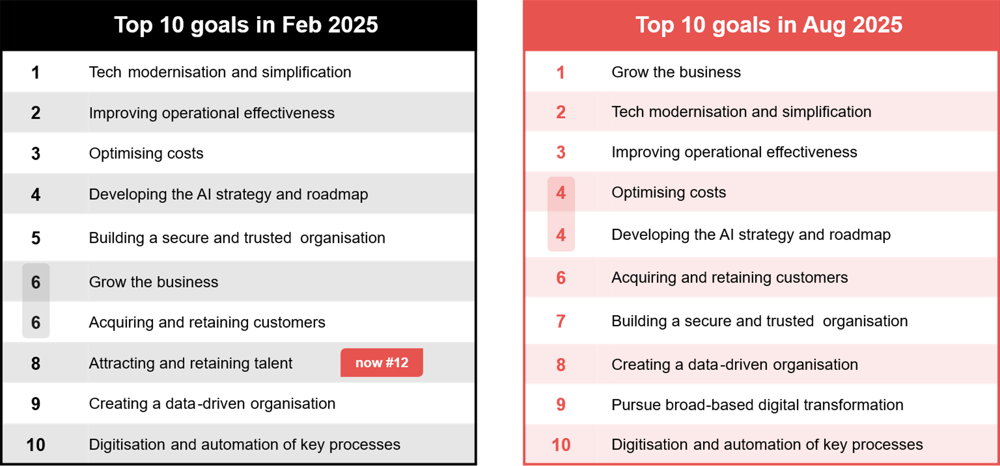 Top 10 goals in Feb 2025
1 Tech modernisation and simplification
2 Improving operational effectiveness
3 Optimising costs
4 Developing the AI strategy and roadmap
5 Building a secure and trusted organisation
6 Grow the business
6 Acquiring and retaining customers
8 Attracting and retaining talent now #12
9 Creating a data-driven organisation
10 Digitisation and automation of key processes
Top 10 goals in Aug 2025
1 Grow the business
2 Tech modernisation and simplification
3 Improving operational effectiveness
4 Optimising costs
4 Developing the AI strategy and roadmap
6 Acquiring and retaining customers
7 Building a secure and trusted organisation
8 Creating a data-driven organisation
9 Pursue broad-based digital transformation
10 Digitisation and automation of key processes